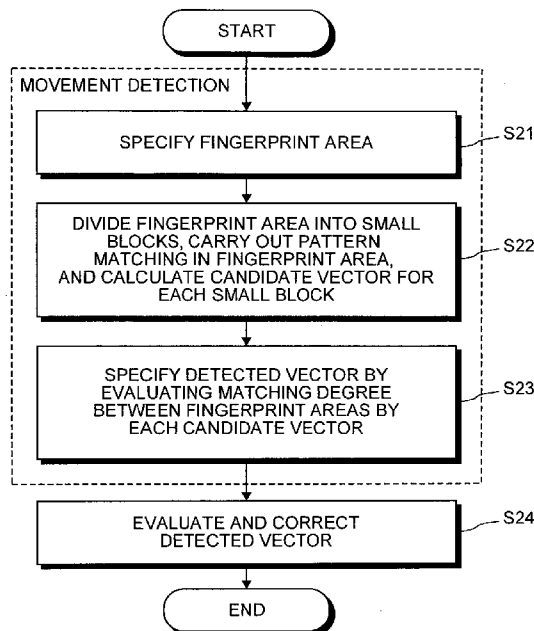 START
MOVEMENT DETECTION
SPECIFY FINGERPRINT AREA
S21
DIVIDE FINGERPRINT AREA INTO SMALL
BLOCKS, CARRY OUT PATTERN
MATCHING IN FINGERPRINT AREA,
AND CALCULATE CANDIDATE VECTOR FOR
EACH SMALL BLOCK
S22
SPECIFY DETECTED VECTOR BY
EVALUATING MATCHING DEGREE
BETWEEN FINGERPRINT AREAS BY
EACH CANDIDATE VECTOR
S23
EVALUATE AND CORRECT
DETECTED VECTOR
S24
END